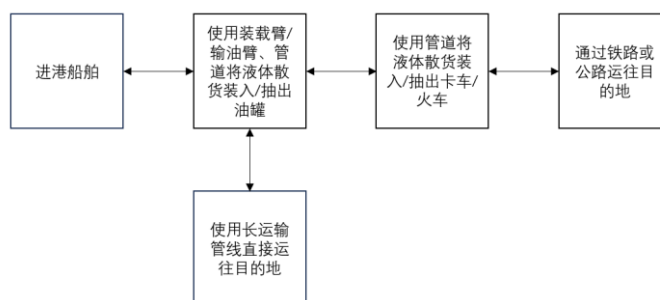 进港船舶
使用装载臂/
输油臂、管
道将液体散
货装入/抽出
油罐
使用管道将
液体散货装
入/抽出卡车/
火车
通过铁路或
公路运往目
的地
使用长运输
管线直接运
往目的地